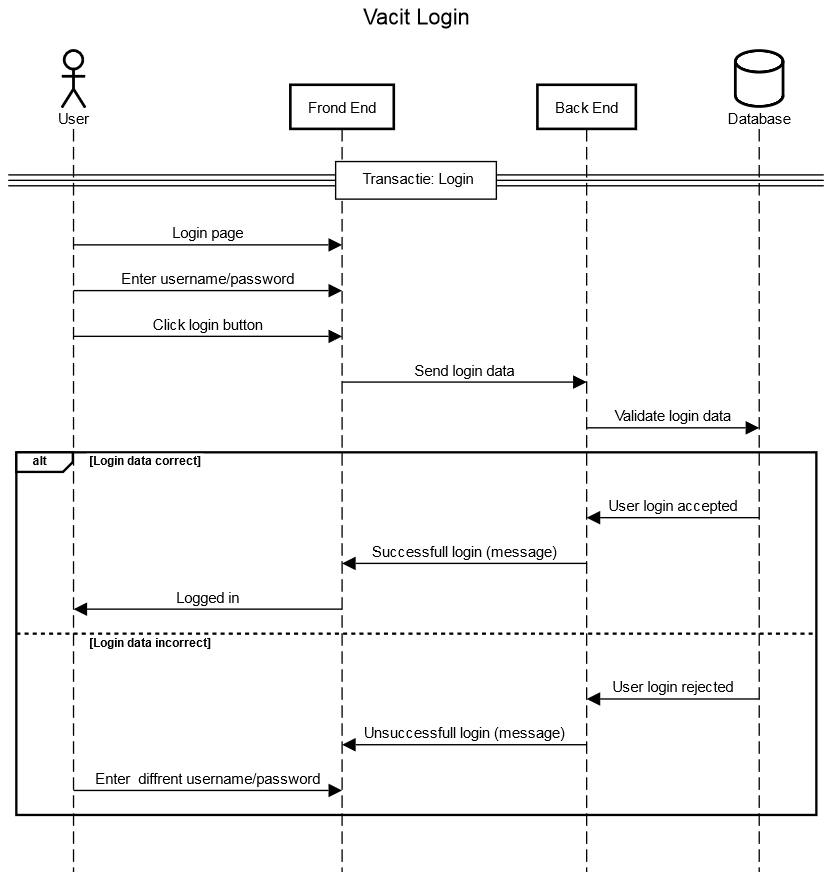 Vacit Login
User
Frond End
Back End
Database
Transactie: Login
Login page
Enter username/password
Click login button
Send login data
Validate login data
alt
[Login data correct]
User login accepted
Successfull login (message)
Logged in
[Login data incorrect]
User login rejected
Unsuccessfull login (message)
Enter  diffrent username/password